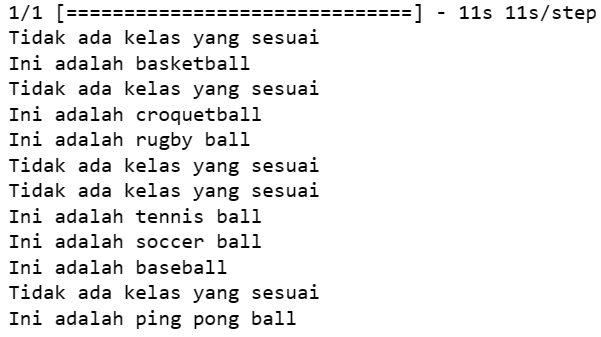 1/1 [==============================] - 11s 11s/step
Tidak ada kelas yang sesuai
Ini adalah basketball
Tidak ada kelas yang sesuai
Ini adalah croquetball
Ini adalah rugby ball
Tidak ada kelas yang sesuai
Tidak ada kelas yang sesuai
Ini adalah tennis ball
Ini adalah soccer ball
Ini adalah baseball
Tidak ada kelas yang sesuai
Ini adalah ping pong ball